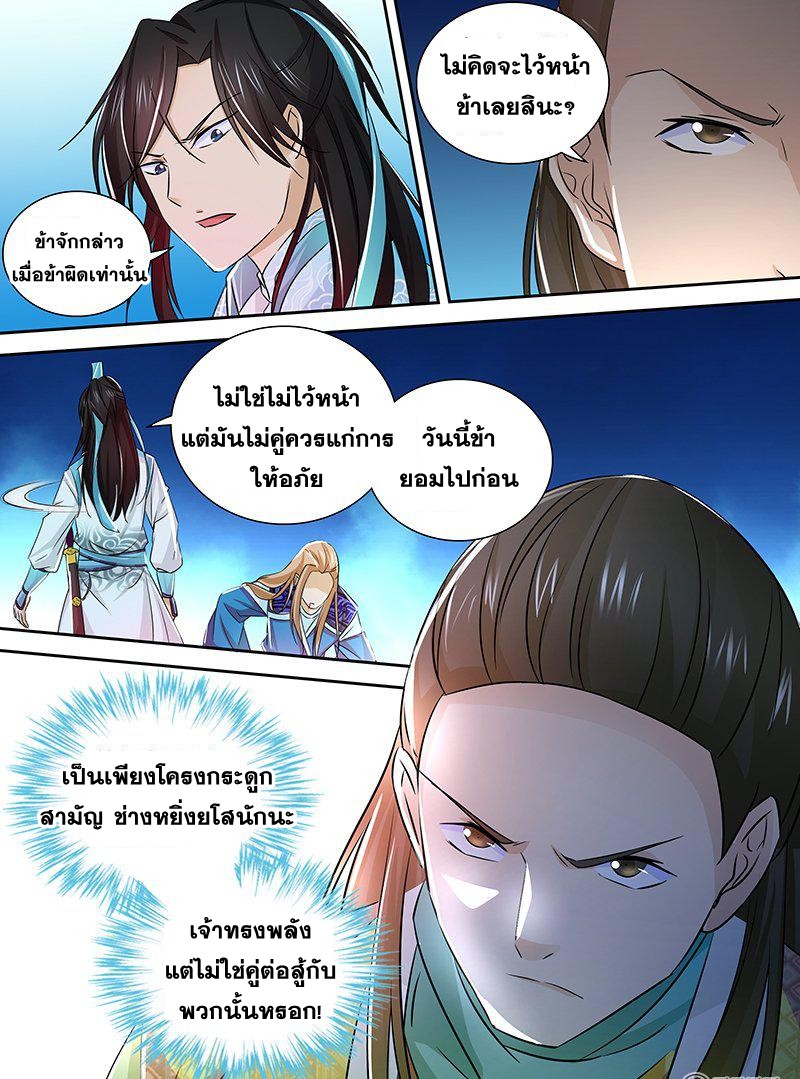 ข้าจักกล่าว
เมื่อข้าผิดเท่านั้น
ไม่คิดจะไว้หน้า
ข้าเลยสินะ?
ไม่ใช่ไม่ไว้หน้า
แต่มันไม่คู่ควรแก่การ
ให้อภัย
วันนี้ข้า
ยอมไปก่อน
เป็นเพียงโครงกระดูก
สามัญ ช่างหยิ่งยโสนักนะ
เจ้าทรงพลัง
แต่ไม่ใช่คู่ต่อสู้กับ
พวกนั้นหรอก!